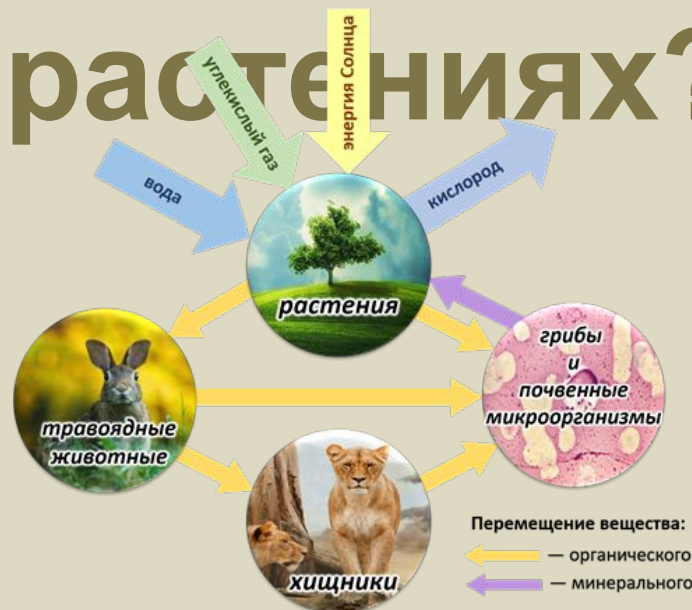 растениях?
углекислый газ
энергия Солнца
вода
кислород
растения
грибы
и
почвенные
микроорганизмы
травоядные
животные
хищники
Перемещение вещества:
— органического
— минерального